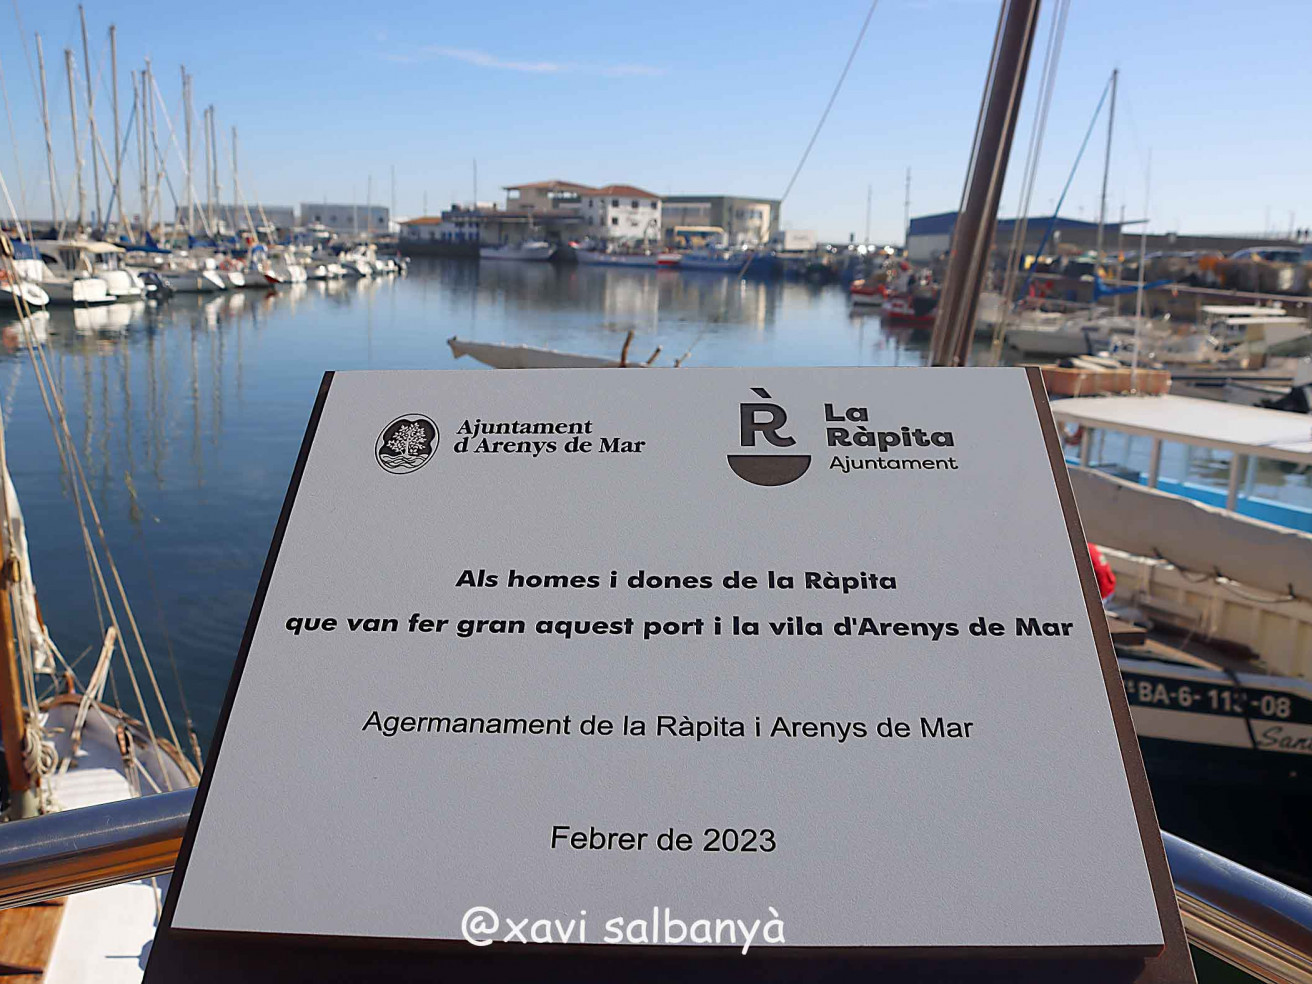 Ajuntament
d'Arenys de Mar
R̀
La
Ràpita
Ajuntament
Als homes i dones de la Ràpita
que van fer gran aquest port i la vila d'Arenys de Mar
Agermanament de la Ràpita i Arenys de Mar
Febrer de 2023
@xavi salbanyà